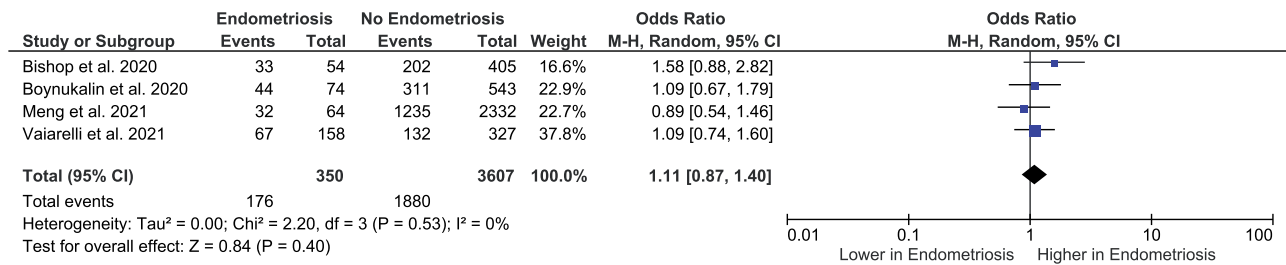 Endometriosis No Endometriosis Odds Ratio Odds Ratio
Study or Subgroup Events Total Events Total Weight M-H, Random, 95% CI M-H, Random, 95% CI
Bishop et al. 2020 33 54 202 405 16.6% 1.58 [0.88, 2.82]
Boynukalin et al. 2020 44 74 311 543 22.9% 1.09 [0.67, 1.79]
Meng et al. 2021 32 64 1235 2332 22.7% 0.89 [0.54, 1.46]
Vaiarelli et al. 2021 67 158 132 327 37.8% 1.09 [0.74, 1.60]
Total (95% CI) 350 3607 100.0% 1.11 [0.87, 1.40]
Total events 176 1880
Heterogeneity: Tau² = 0.00; Chi² = 2.20, df = 3 (P = 0.53); I² = 0%
Test for overall effect: Z = 0.84 (P = 0.40)
0.01 0.1 1 10 100
Lower in Endometriosis Higher in Endometriosis